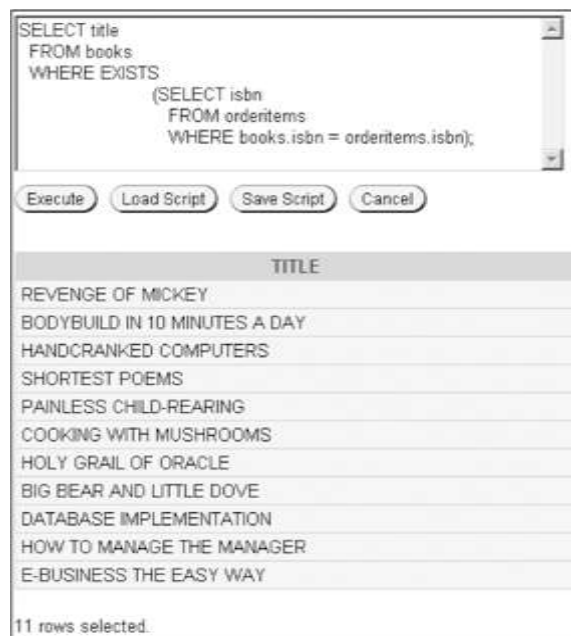 SELECT title
FROM books
WHERE EXISTS
(SELECT isbn
FROM orderitems
WHERE books.isbn = orderitems.isbn);
Execute Load Script Save Script Cancel
TITLE
REVENGE OF MICKEY
BODYBUILD IN 10 MINUTES A DAY
HANDCRANKED COMPUTERS
SHORTEST POEMS
PAINLESS CHILD-REARING
COOKING WITH MUSHROOMS
HOLY GRAIL OF ORACLE
BIG BEAR AND LITTLE DOVE
DATABASE IMPLEMENTATION
HOW TO MANAGE THE MANAGER
E-BUSINESS THE EASY WAY
11 rows selected.